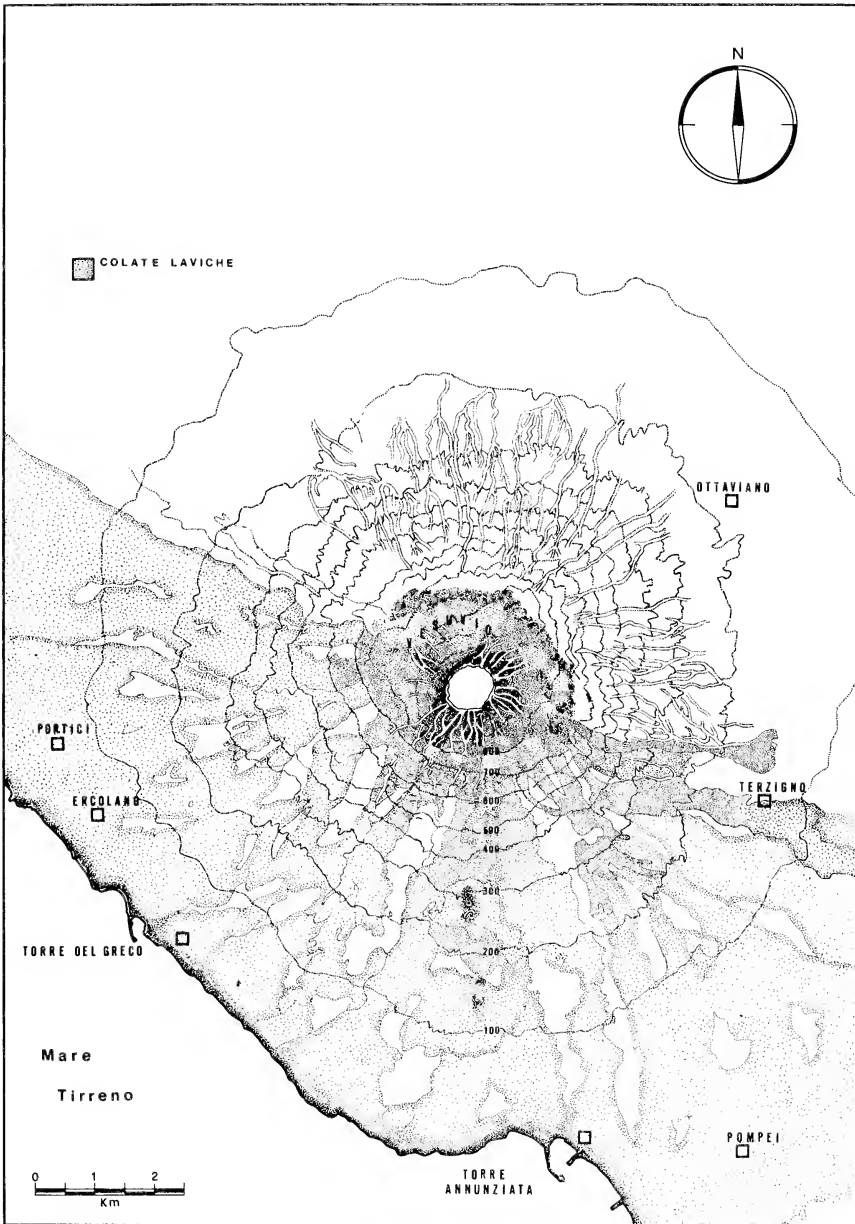 N
COLATE LAVICHE
OTTAVIANO
VESUVIO
PORTICI
ERCOLANO
TERZIGNO
800
700
600
500
400
300
200
100
TORRE DEL GRECO
Mare
Tirreno
POMPEI
TORRE
ANNUNZIATA
0 1 2
Km